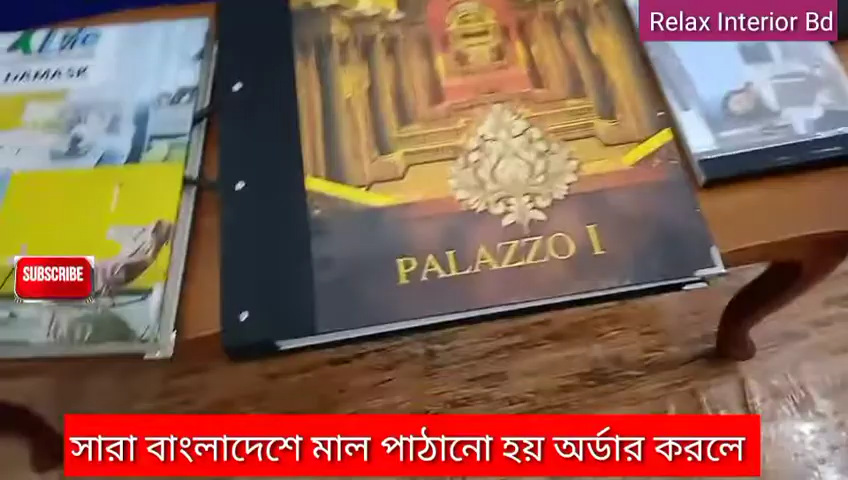 Relax Interior Bd
DAMASK
PALAZZO I
SUBSCRIBE
সারা বাংলাদেশে মাল পাঠানো হয় অর্ডার করলে